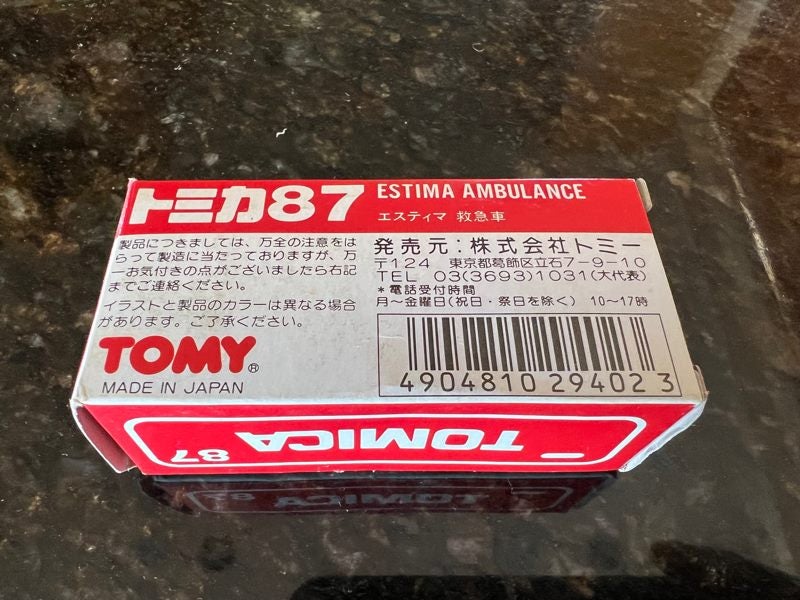 トミカ87
ESTIMA AMBULANCE
エスティマ 救急車
製品につきましては、万全の注意をは
らって製造に当たっておりますが、万
一お気付きの点がございましたら右記
までご連絡ください。
イラストと製品のカラーは異なる場合
があります。ご了承ください。
TOMY®
MADE IN JAPAN
発売元:株式会社トミー
〒124 東京都葛飾区立石7-9-10
TEL 03(3693)1031(大代表)
*電話受付時間
月~金曜日(祝日・祭日を除く) 10~17時
4904810 294023
TOMICA
87